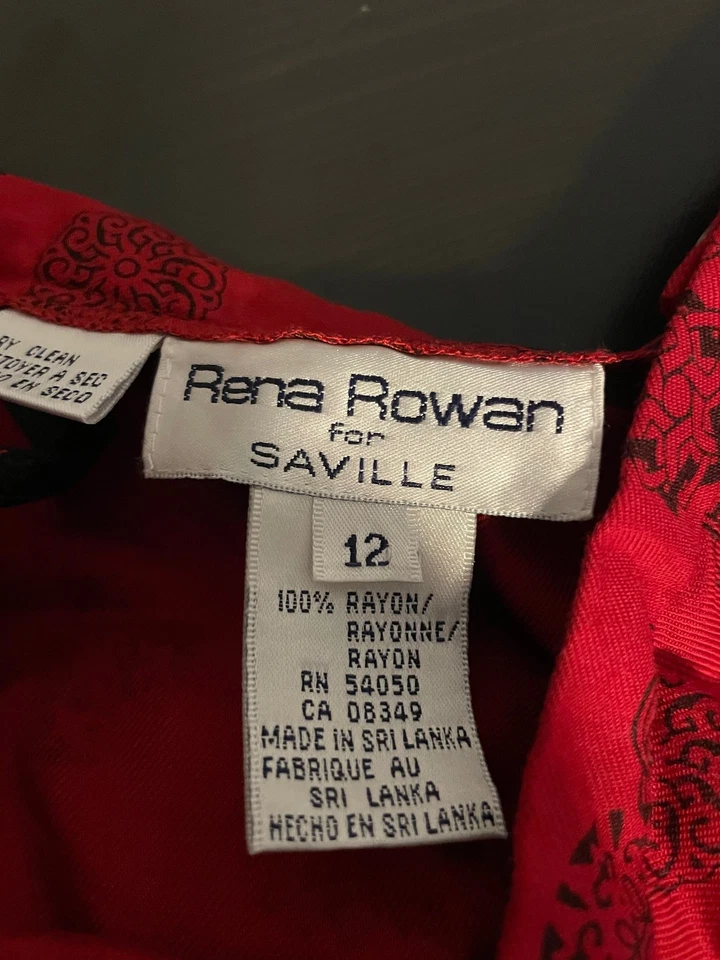 CLEAN
A SEC
EN SECO
Rena Rowan
for
SAVILLE
12
100% RAYON/
RAYONNE/
RAYON
RN 54050
CA 08349
MADE IN SRI LANKA
FABRIQUE AU
SRI LANKA
HECHO EN SRI LANKA